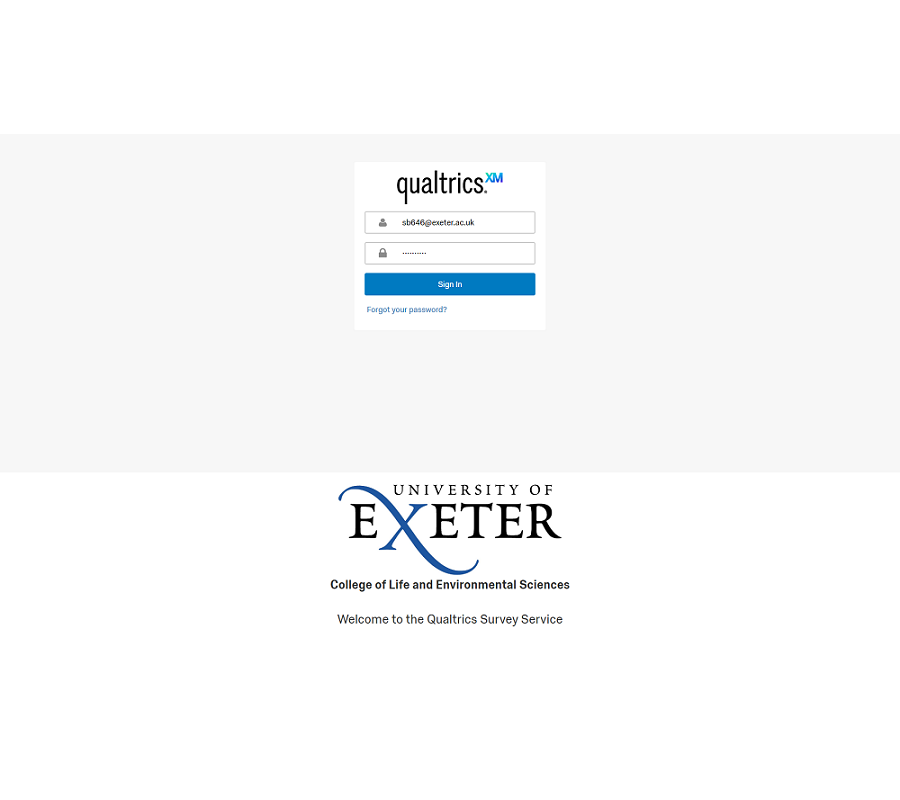 qualtrics.XM
sb646@exeter.ac.uk
··········
Sign In
Forgot your password?
UNIVERSITY OF
EXETER
College of Life and Environmental Sciences
Welcome to the Qualtrics Survey Service